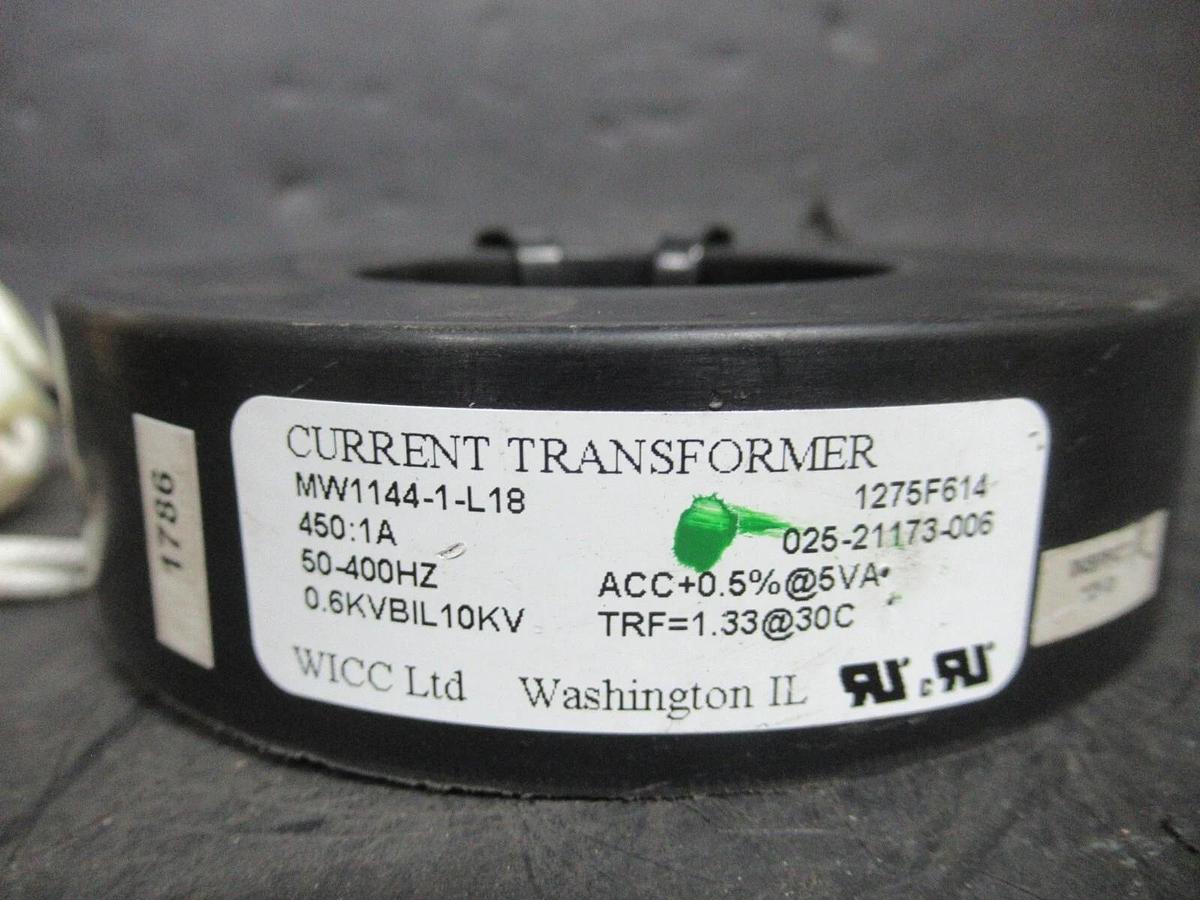 CURRENT TRANSFORMER
MW1144-1-L18 1275F614
450:1A 025-21173-006
50-400HZ ACC+0.5%@5VA
0.6KVBIL10KV TRF=1.33@30C
WICC Ltd Washington IL
1786